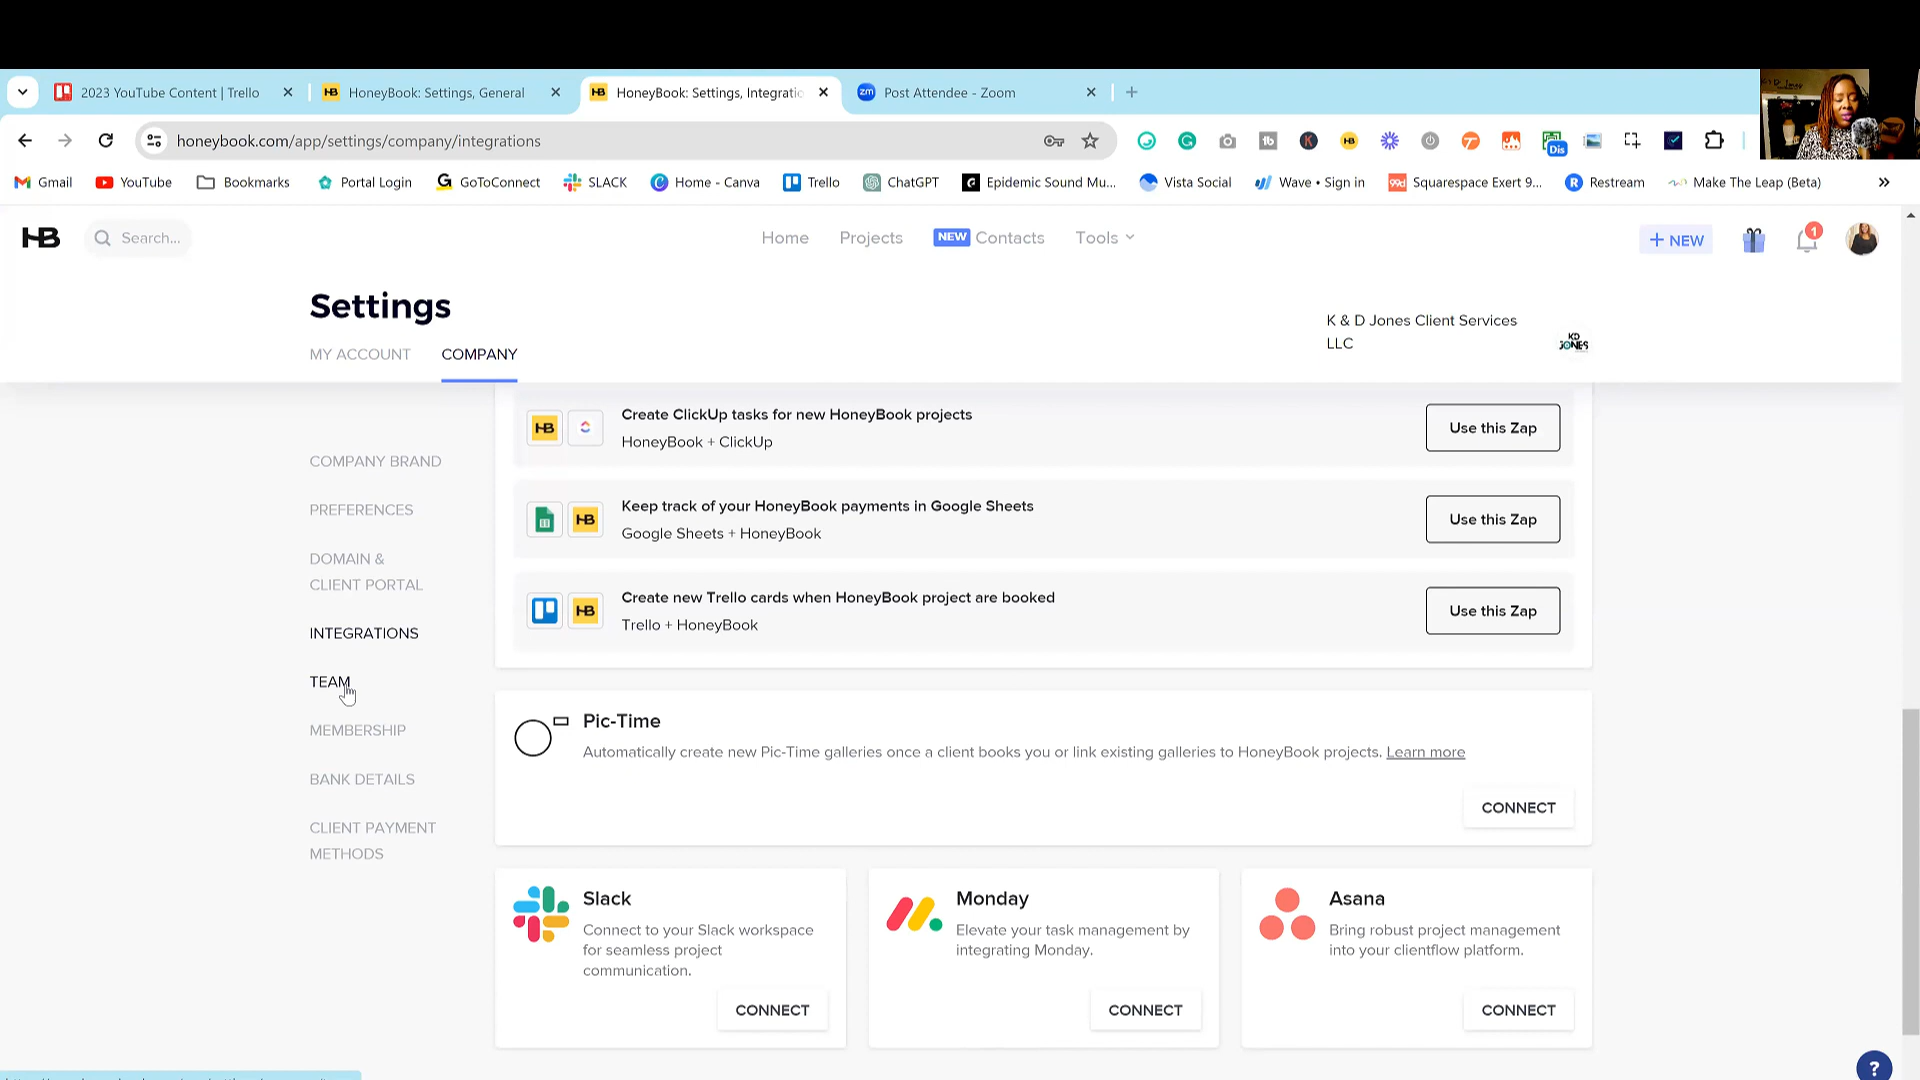 2023 YouTube Content | Trello
HoneyBook: Settings, General
HoneyBook: Settings, Integratio
zm Post Attendee - Zoom
honeybook.com/app/settings/company/integrations
Gmail YouTube Bookmarks Portal Login GoToConnect SLACK Home - Canva Trello ChatGPT Epidemic Sound Mu... Vista Social Wave • Sign in Squarespace Exert 9... Restream Make The Leap (Beta)
HB Search... Home Projects NEW Contacts Tools + NEW 1
Settings
K & D Jones Client Services
LLC
KD
JONES
MY ACCOUNT COMPANY
COMPANY BRAND
PREFERENCES
DOMAIN &
CLIENT PORTAL
INTEGRATIONS
TEAM
MEMBERSHIP
BANK DETAILS
CLIENT PAYMENT
METHODS
Create ClickUp tasks for new HoneyBook projects
HoneyBook + ClickUp
Use this Zap
Keep track of your HoneyBook payments in Google Sheets
Google Sheets + HoneyBook
Use this Zap
Create new Trello cards when HoneyBook project are booked
Trello + HoneyBook
Use this Zap
Pic-Time
Automatically create new Pic-Time galleries once a client books you or link existing galleries to HoneyBook projects. Learn more
CONNECT
Slack
Connect to your Slack workspace
for seamless project
communication.
CONNECT
Monday
Elevate your task management by
integrating Monday.
CONNECT
Asana
Bring robust project management
into your clientflow platform.
CONNECT
?